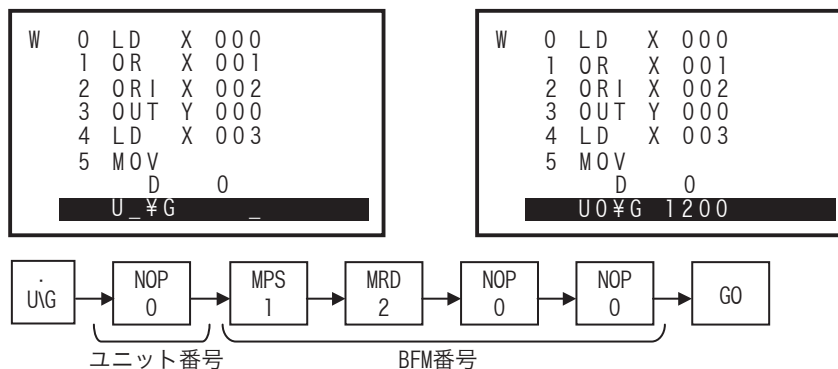 W 0 LD X 000
1 OR X 001
2 ORI X 002
3 OUT Y 000
4 LD X 003
5 MOV
D 0
U_¥G _
W 0 LD X 000
1 OR X 001
2 ORI X 002
3 OUT Y 000
4 LD X 003
5 MOV
D 0
U0¥G 1200
U\G
NOP
0
MPS
1
MRD
2
NOP
0
NOP
0
GO
ユニット番号
BFM番号